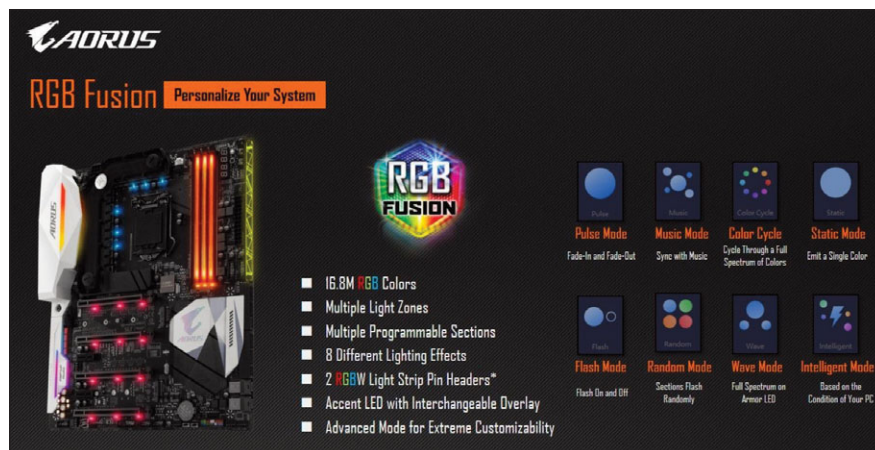 AORUS
RGB Fusion
Personalize Your System
AORUS
RGB
FUSION
16.8M RGB Colors
Multiple Light Zones
Multiple Programmable Sections
8 Different Lighting Effects
2 RGBW Light Strip Pin Headers*
Accent LED with Interchangeable Overlay
Advanced Mode for Extreme Customizability
Pulse
Music
Color Cycle
Static
Pulse Mode
Music Mode
Color Cycle
Static Mode
Fade-In and Fade-Out
Sync with Music
Cycle Through a Full
Spectrum of Colors
Emit a Single Color
Flash
Random
Wave
Intelligent
Flash Mode
Random Mode
Wave Mode
Intelligent Mode
Flash On and Off
Sections Flash
Randomly
Full Spectrum on
Armor LED
Based on the
Condition of Your PC